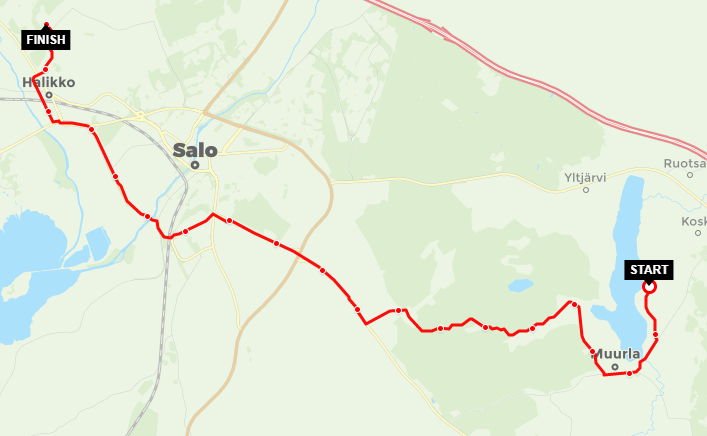 FINISH
Halikko
Salo
Yltjärvi
Ruotsa
Kosk
START
Muurla